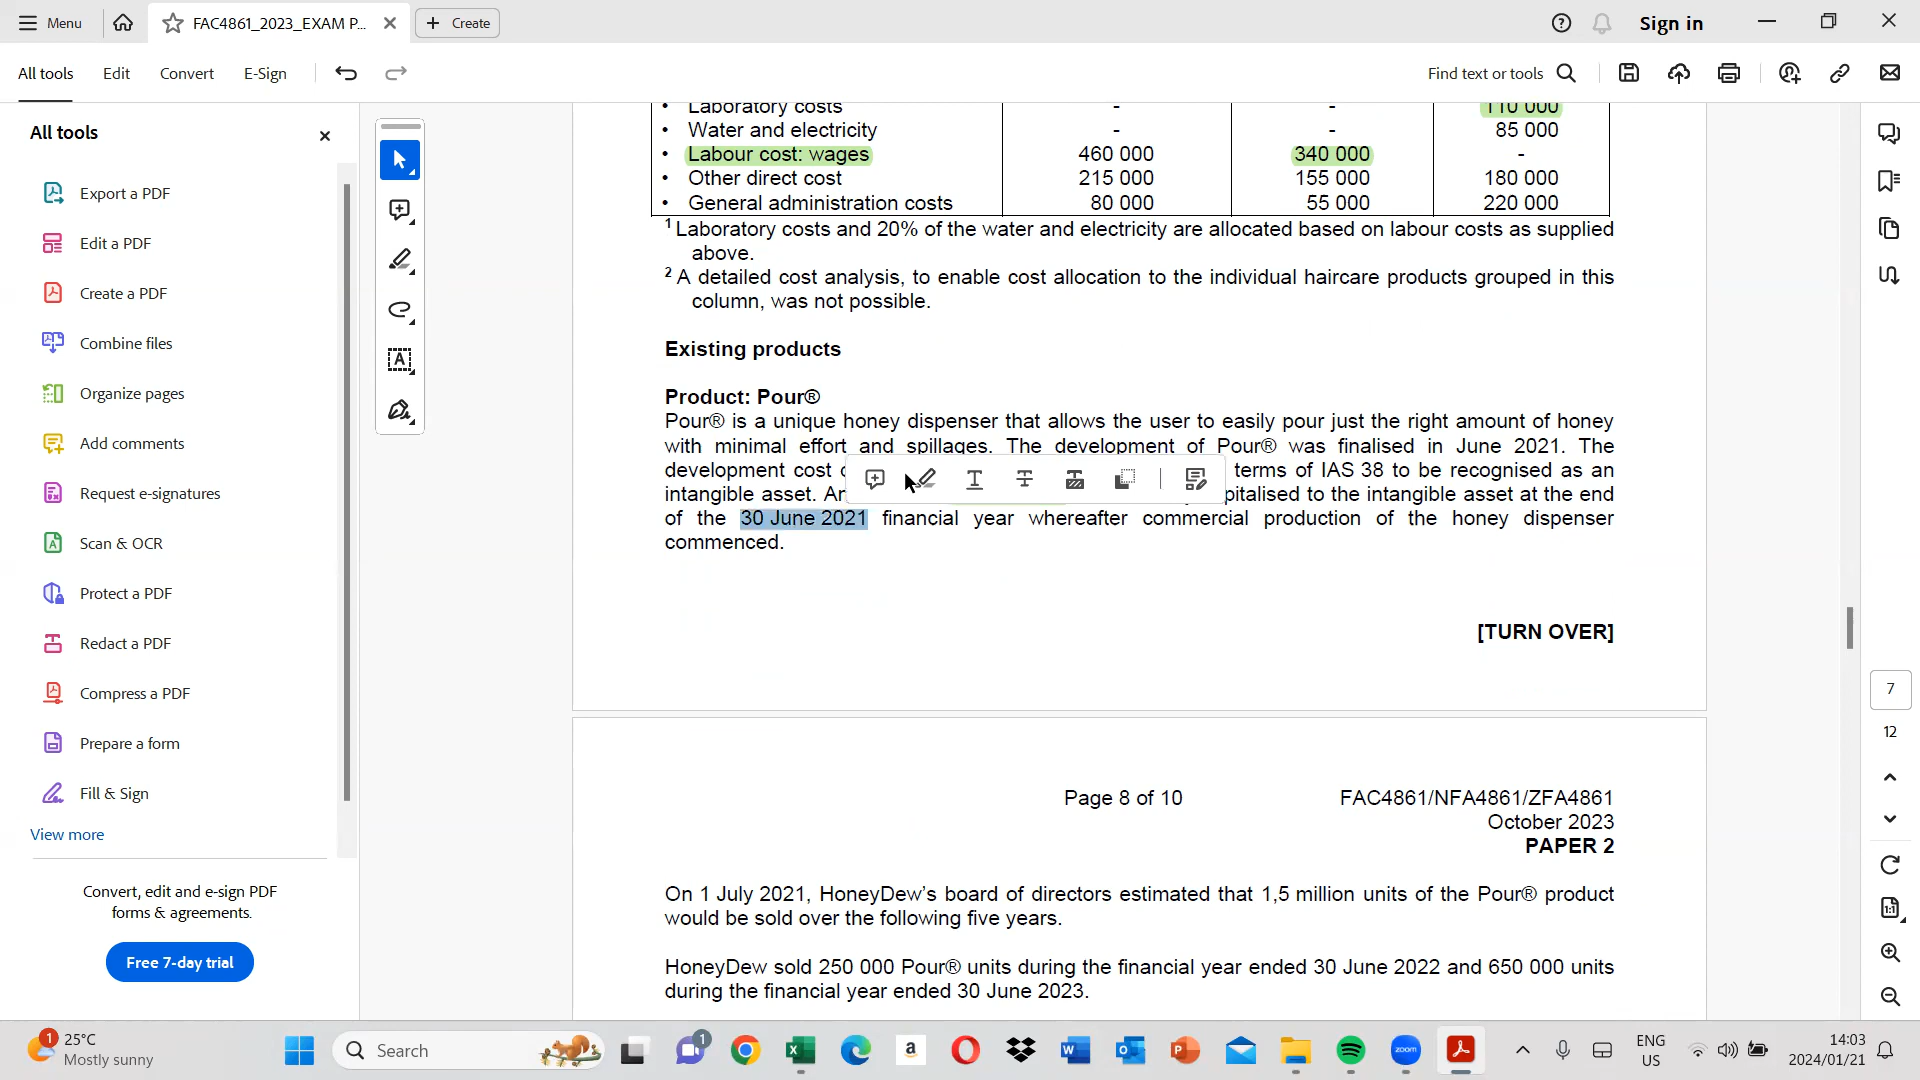 Menu
FAC4861_2023_EXAM P...
Create
Sign in
All tools
Edit
Convert
E-Sign
Find text or tools
All tools
Export a PDF
Edit a PDF
Create a PDF
Combine files
Organize pages
Add comments
Request e-signatures
Scan & OCR
Protect a PDF
Redact a PDF
Compress a PDF
Prepare a form
Fill & Sign
View more
Convert, edit and e-sign PDF
forms & agreements.
Free 7-day trial
• Laboratory costs - - 110 000
• Water and electricity - - 85 000
• Labour cost: wages 460 000 340 000 -
• Other direct cost 215 000 155 000 180 000
• General administration costs 80 000 55 000 220 000
1 Laboratory costs and 20% of the water and electricity are allocated based on labour costs as supplied
above.
2 A detailed cost analysis, to enable cost allocation to the individual haircare products grouped in this
column, was not possible.
Existing products
Product: Pour®
Pour® is a unique honey dispenser that allows the user to easily pour just the right amount of honey
with minimal effort and spillages. The development of Pour® was finalised in June 2021. The
development cost terms of IAS 38 to be recognised as an
intangible asset. to the intangible asset at the end
of the 30 June 2021 financial year whereafter commercial production of the honey dispenser
commenced.
[TURN OVER]
Page 8 of 10
FAC4861/NFA4861/ZFA4861
October 2023
PAPER 2
On 1 July 2021, HoneyDew's board of directors estimated that 1,5 million units of the Pour® product
would be sold over the following five years.
HoneyDew sold 250 000 Pour® units during the financial year ended 30 June 2022 and 650 000 units
during the financial year ended 30 June 2023.
7
12
1
25°C
Mostly sunny
Search
1
zoom
ENG
US
14:03
2024/01/21